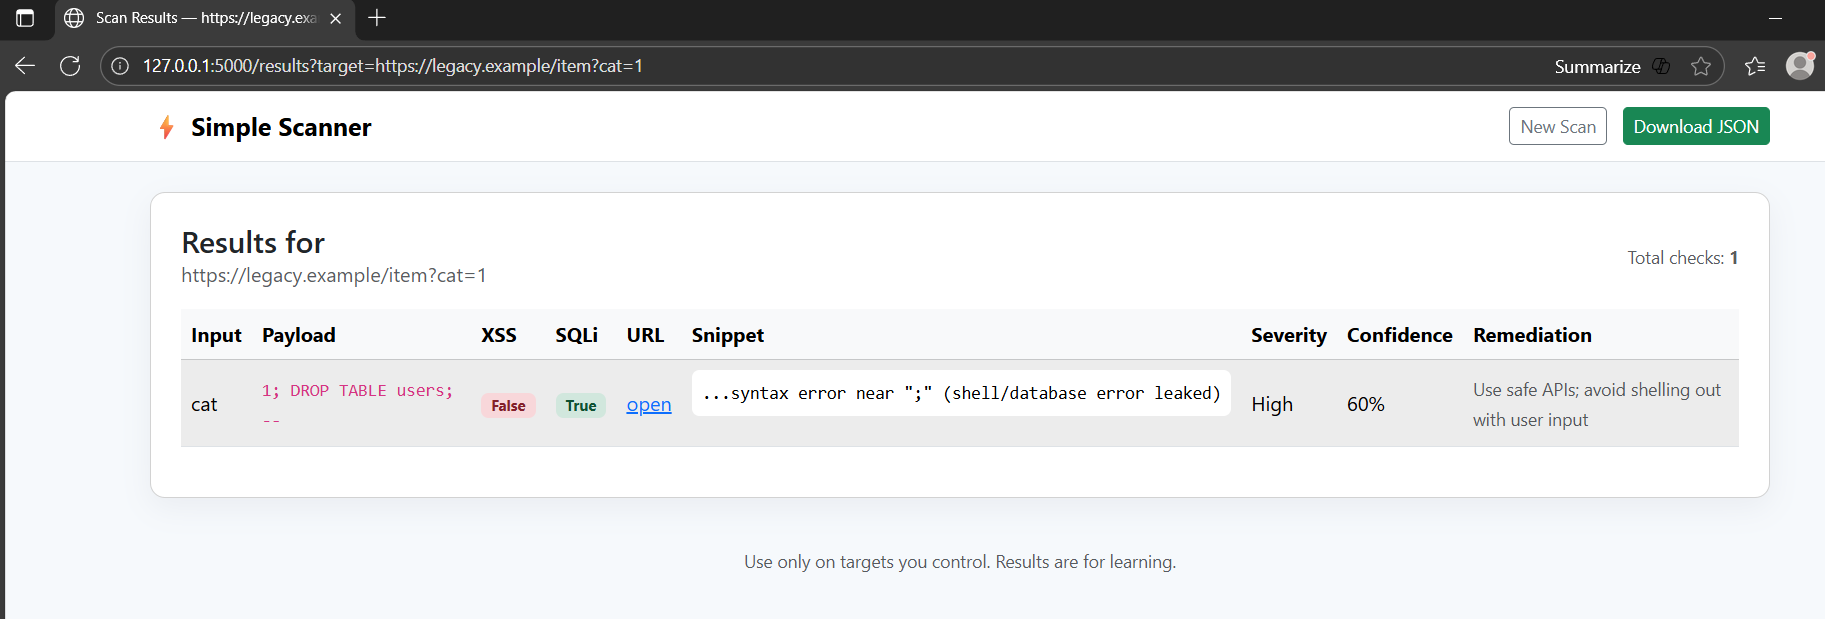 Scan Results — https://legacy.exa
127.0.0.1:5000/results?target=https://legacy.example/item?cat=1
Summarize
Simple Scanner
New Scan
Download JSON
Results for
https://legacy.example/item?cat=1
Total checks: 1
Input Payload XSS SQLi URL Snippet Severity Confidence Remediation
cat
1; DROP TABLE users;
--
False
True
open
...syntax error near ";" (shell/database error leaked)
High
60%
Use safe APIs; avoid shelling out
with user input
Use only on targets you control. Results are for learning.